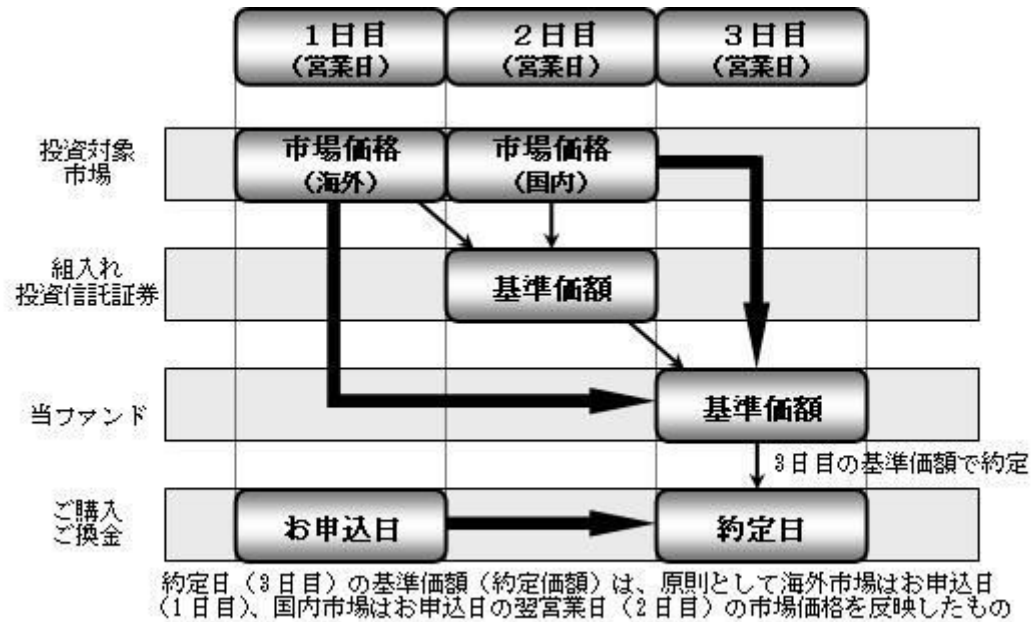 1日目
(営業日)
2日目
(営業日)
3日目
(営業日)
投資対象
市場
市場価格
(海外)
市場価格
(国内)
組入れ
投資信託証券
基準価額
当ファンド
基準価額
3日目の基準価額で約定
ご購入
ご換金
お申込日
約定日
約定日(3日目)の基準価額(約定価額)は、原則として海外市場はお申込日
(1日目)、国内市場はお申込日の翌営業日(2日目)の市場価格を反映したもの